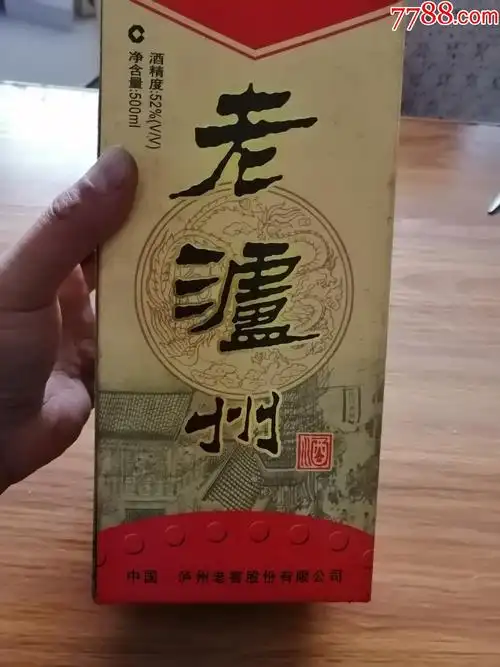 7788.com
酒精度:52%(V/V)
净含量:500ml
老瀘州
酒
中国 泸州老窖股份有限公司